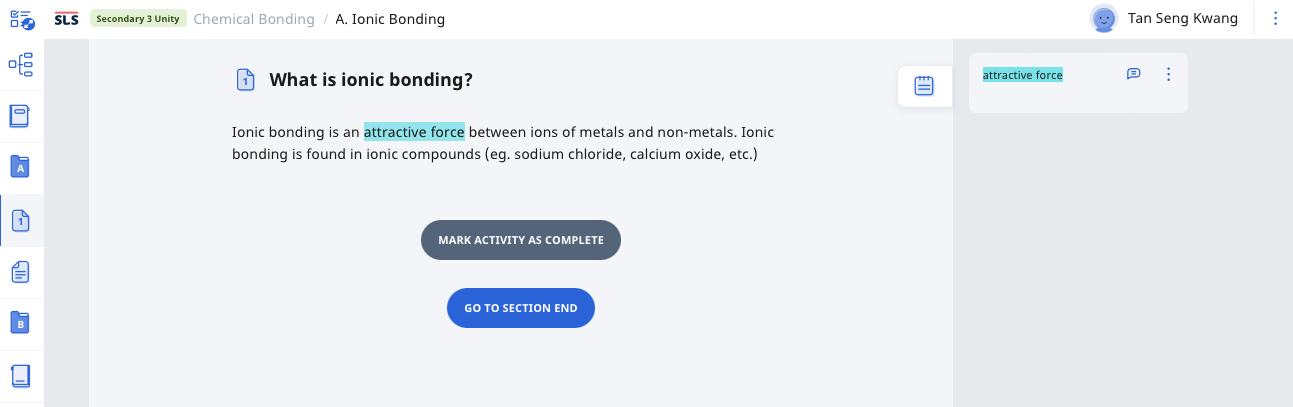 SLS
Secondary 3 Unity
Chemical Bonding / A. Ionic Bonding
Tan Seng Kwang
1
What is ionic bonding?
attractive force
Ionic bonding is an attractive force between ions of metals and non-metals. Ionic
bonding is found in ionic compounds (eg. sodium chloride, calcium oxide, etc.)
A
1
MARK ACTIVITY AS COMPLETE
GO TO SECTION END
B